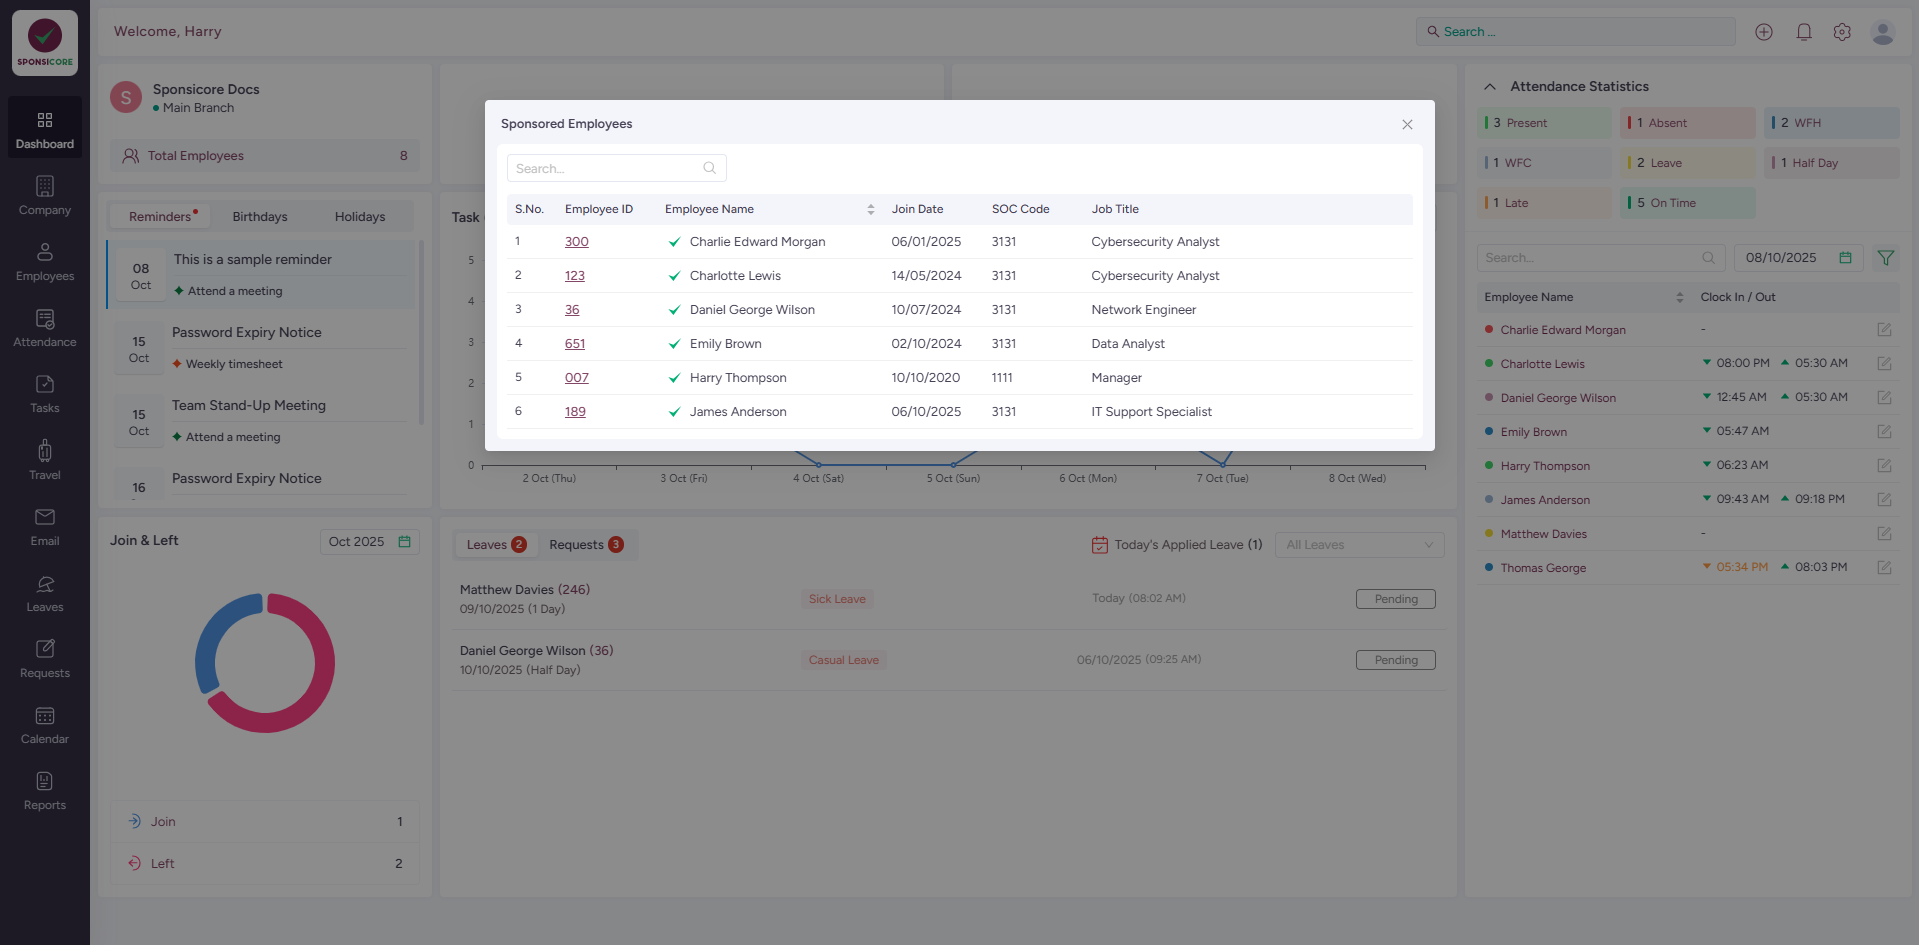 SPONSICORE
Dashboard
Company
Employees
Attendance
Tasks
Travel
Email
Leaves
Requests
Calendar
Reports
Welcome, Harry
Search ...
S
Sponsicore Docs
Main Branch
Total Employees 8
Reminders Birthdays Holidays
08 Oct This is a sample reminder
Attend a meeting
15 Oct Password Expiry Notice
Weekly timesheet
15 Oct Team Stand-Up Meeting
Attend a meeting
16 Password Expiry Notice
Join & Left Oct 2025
Join 1
Left 2
Sponsored Employees
Search...
S.No. Employee ID Employee Name Join Date SOC Code Job Title
1 300 Charlie Edward Morgan 06/01/2025 3131 Cybersecurity Analyst
2 123 Charlotte Lewis 14/05/2024 3131 Cybersecurity Analyst
3 36 Daniel George Wilson 10/07/2024 3131 Network Engineer
4 651 Emily Brown 02/10/2024 3131 Data Analyst
5 007 Harry Thompson 10/10/2020 1111 Manager
6 189 James Anderson 06/10/2025 3131 IT Support Specialist
Task
5
4
3
2
1
0
2 Oct (Thu) 3 Oct (Fri) 4 Oct (Sat) 5 Oct (Sun) 6 Oct (Mon) 7 Oct (Tue) 8 Oct (Wed)
Leaves 2 Requests 3 Today's Applied Leave (1) All Leaves
Matthew Davies (246) Sick Leave Today (08:02 AM) Pending
09/10/2025 (1 Day)
Daniel George Wilson (36) Casual Leave 06/10/2025 (09:25 AM) Pending
10/10/2025 (Half Day)
Attendance Statistics
3 Present 1 Absent 2 WFH
1 WFC 2 Leave 1 Half Day
1 Late 5 On Time
Search... 08/10/2025
Employee Name Clock In / Out
Charlie Edward Morgan -
Charlotte Lewis 08:00 PM 05:30 AM
Daniel George Wilson 12:45 AM 05:30 AM
Emily Brown 05:47 AM
Harry Thompson 06:23 AM
James Anderson 09:43 AM 09:18 PM
Matthew Davies -
Thomas George 05:34 PM 08:03 PM